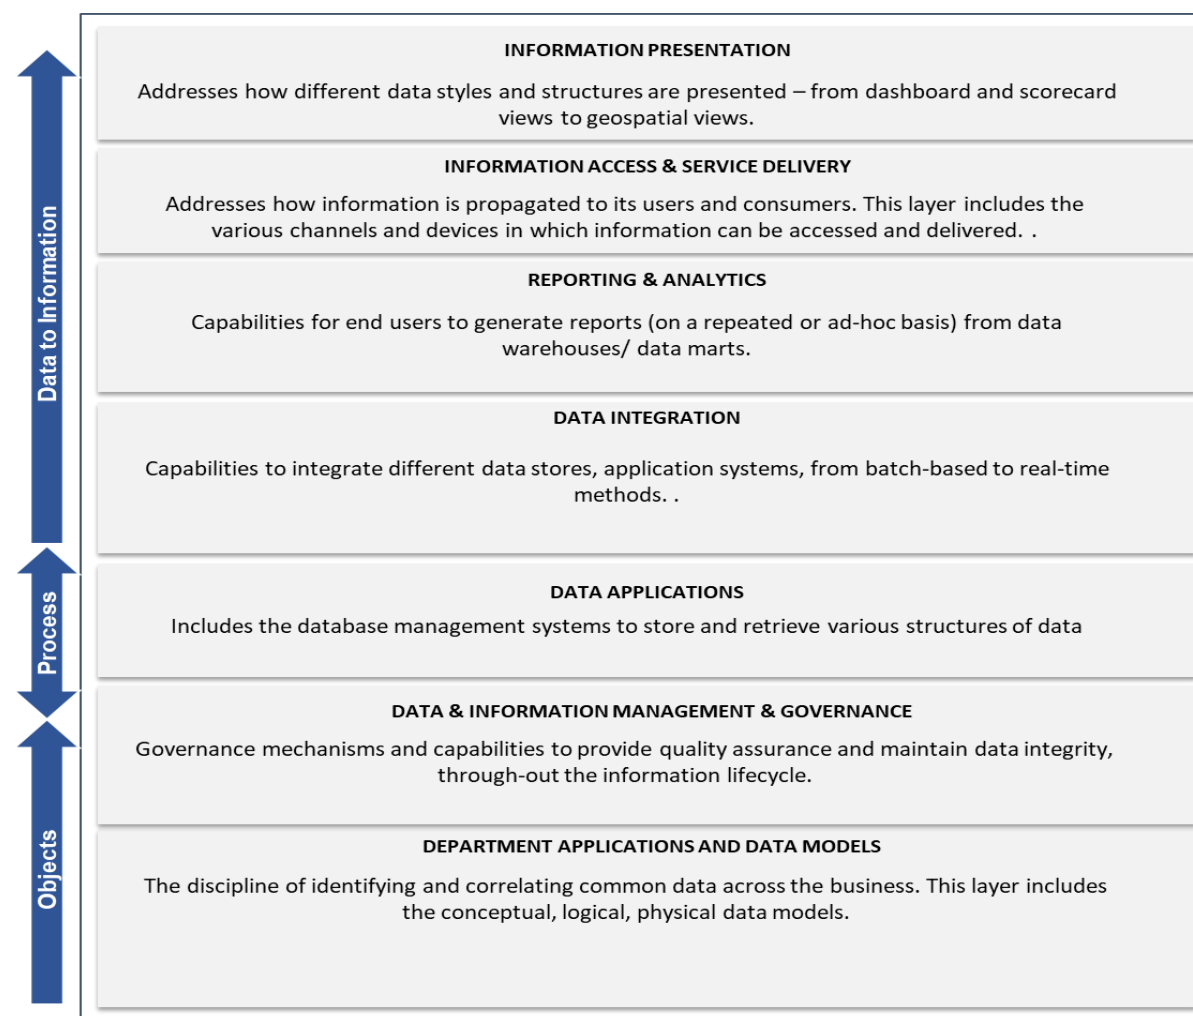 INFORMATION PRESENTATION
Addresses how different data styles and structures are presented – from dashboard and scorecard
views to geospatial views.
INFORMATION ACCESS & SERVICE DELIVERY
Addresses how information is propagated to its users and consumers. This layer includes the
various channels and devices in which information can be accessed and delivered. .
REPORTING & ANALYTICS
Capabilities for end users to generate reports (on a repeated or ad-hoc basis) from data
warehouses/ data marts.
DATA INTEGRATION
Capabilities to integrate different data stores, application systems, from batch-based to real-time
methods. .
Data to Information
DATA APPLICATIONS
Includes the database management systems to store and retrieve various structures of data
Process
DATA & INFORMATION MANAGEMENT & GOVERNANCE
Governance mechanisms and capabilities to provide quality assurance and maintain data integrity,
through-out the information lifecycle.
DEPARTMENT APPLICATIONS AND DATA MODELS
The discipline of identifying and correlating common data across the business. This layer includes
the conceptual, logical, physical data models.
Objects